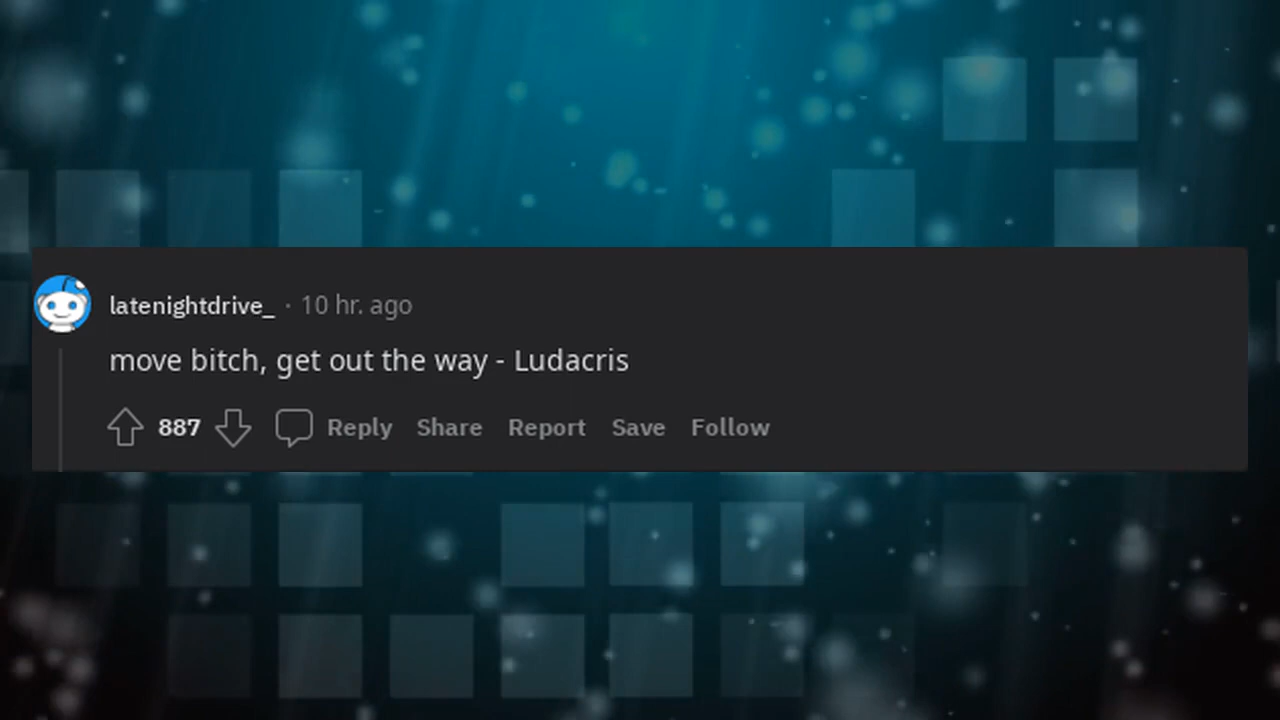 latenightdrive_ · 10 hr. ago
move bitch, get out the way - Ludacris
887 Reply Share Report Save Follow